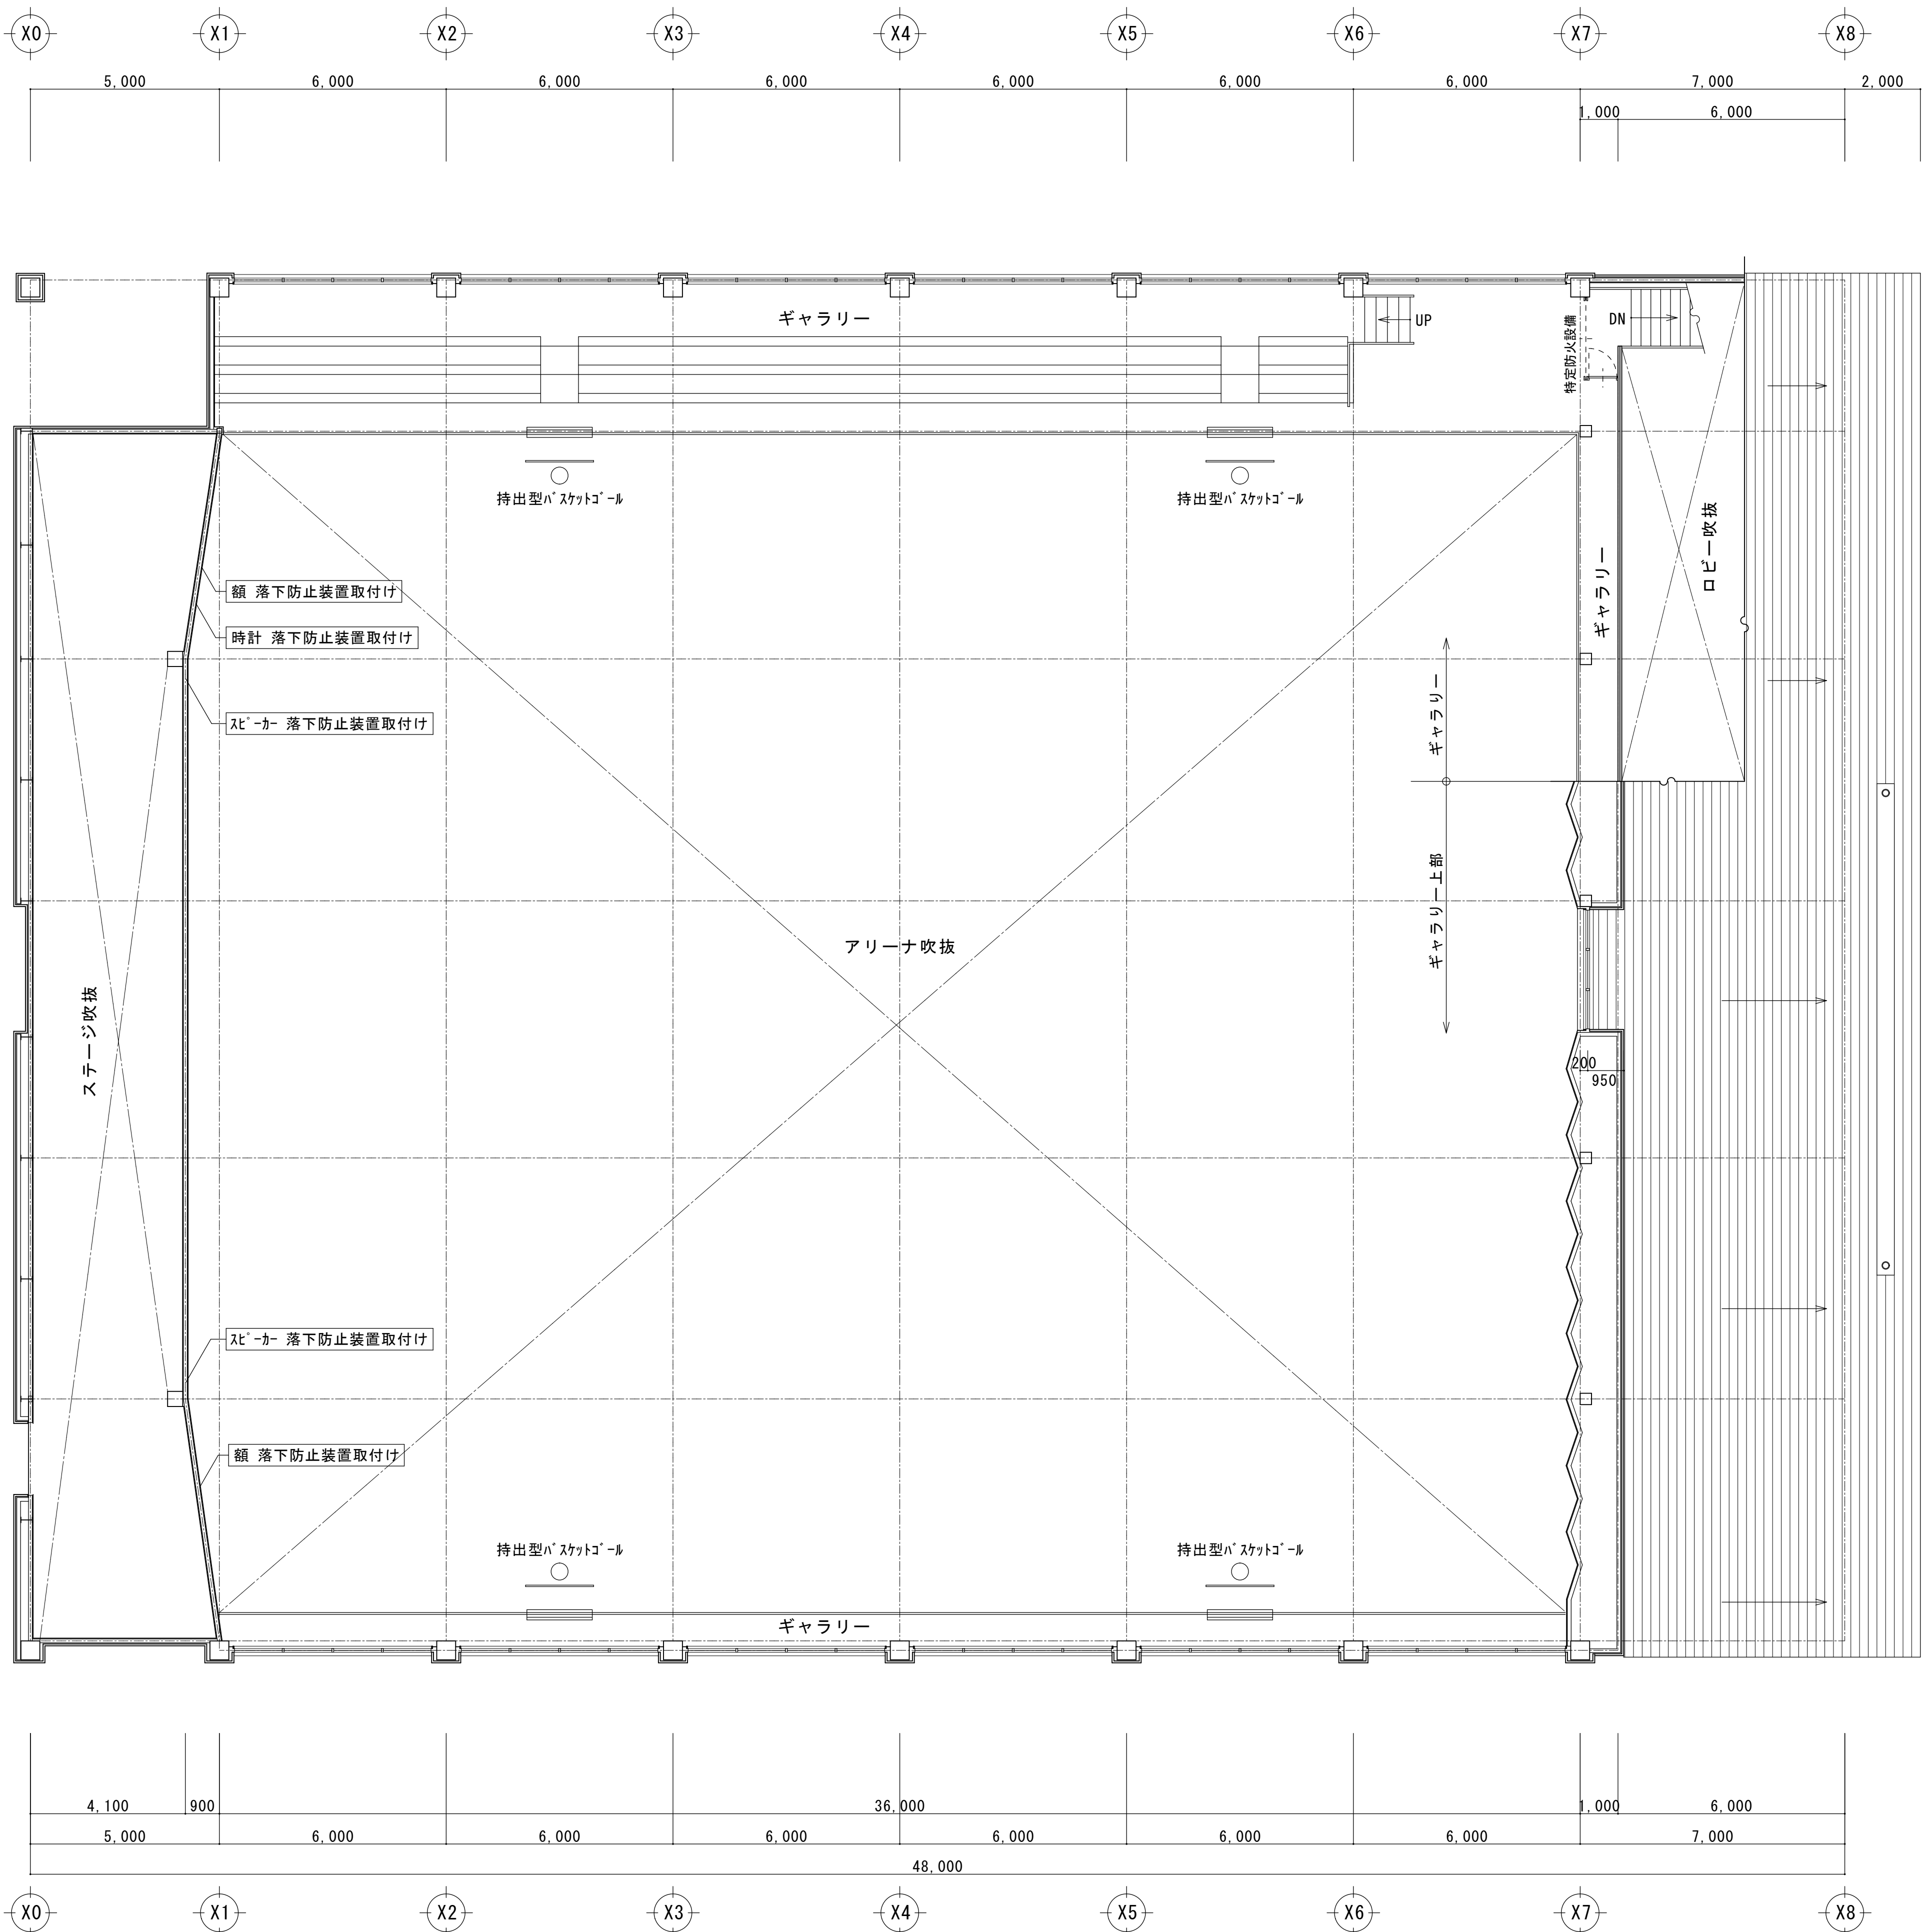 X0 X1 X2 X3 X4 X5 X6 X7 X8
5,000 6,000 6,000 6,000 6,000 6,000 6,000 7,000 2,000
1,000 6,000
ギャラリー
UP
特定防火設備
DN
持出型ﾊﾞｽｹｯﾄｺﾞｰﾙ
持出型ﾊﾞｽｹｯﾄｺﾞｰﾙ
額 落下防止装置取付け
時計 落下防止装置取付け
ｽﾋﾟｰｶｰ 落下防止装置取付け
ギャラリー
ギャラリー
ロビー吹抜
ギャラリー上部
アリーナ吹抜
ステージ吹抜
200
950
ｽﾋﾟｰｶｰ 落下防止装置取付け
額 落下防止装置取付け
持出型ﾊﾞｽｹｯﾄｺﾞｰﾙ
持出型ﾊﾞｽｹｯﾄｺﾞｰﾙ
ギャラリー
4,100 900 36,000 1,000 6,000
5,000 6,000 6,000 6,000 6,000 6,000 6,000 7,000
48,000
X0 X1 X2 X3 X4 X5 X6 X7 X8